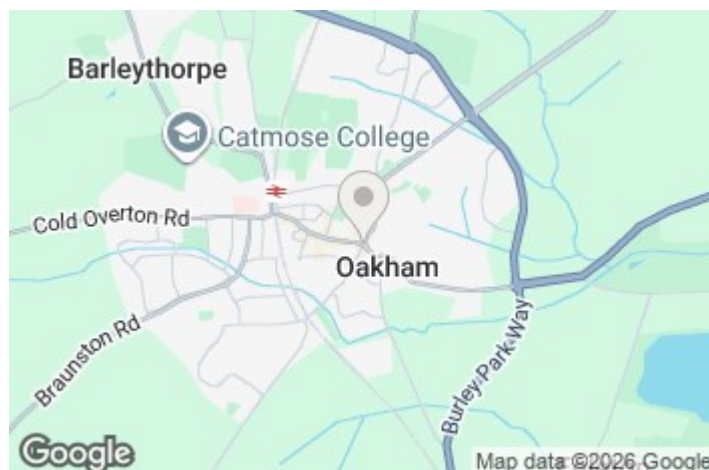 Barleythorpe
Catmose College
Cold Overton Rd
Oakham
Braunston Rd
Burley Park Way
Google
Map data ©2026 Google